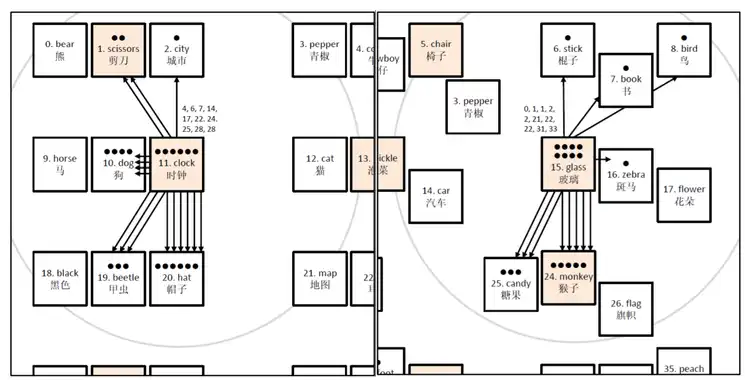 0. bear
熊
1. scissors
剪刀
2. city
城市
3. pepper
青椒
4. co
5. chair
椅子
6. stick
棍子
8. bird
鸟
wboy
仔
7. book
书
3. pepper
青椒
4, 6, 7, 14,
17, 22. 24.
25, 28, 28
0, 1, 1, 2,
2, 21, 22,
22, 31, 33
9. horse
马
10. dog
狗
11. clock
时钟
12. cat
猫
13.
ickle
菜
14. car
汽车
15. glass
玻璃
16. zebra
斑马
17. flower
花朵
18. black
黑色
19. beetle
甲虫
20. hat
帽子
21. map
地图
22
25. candy
糖果
24. monkey
猴子
26. flag
旗帜
oot
35. peach